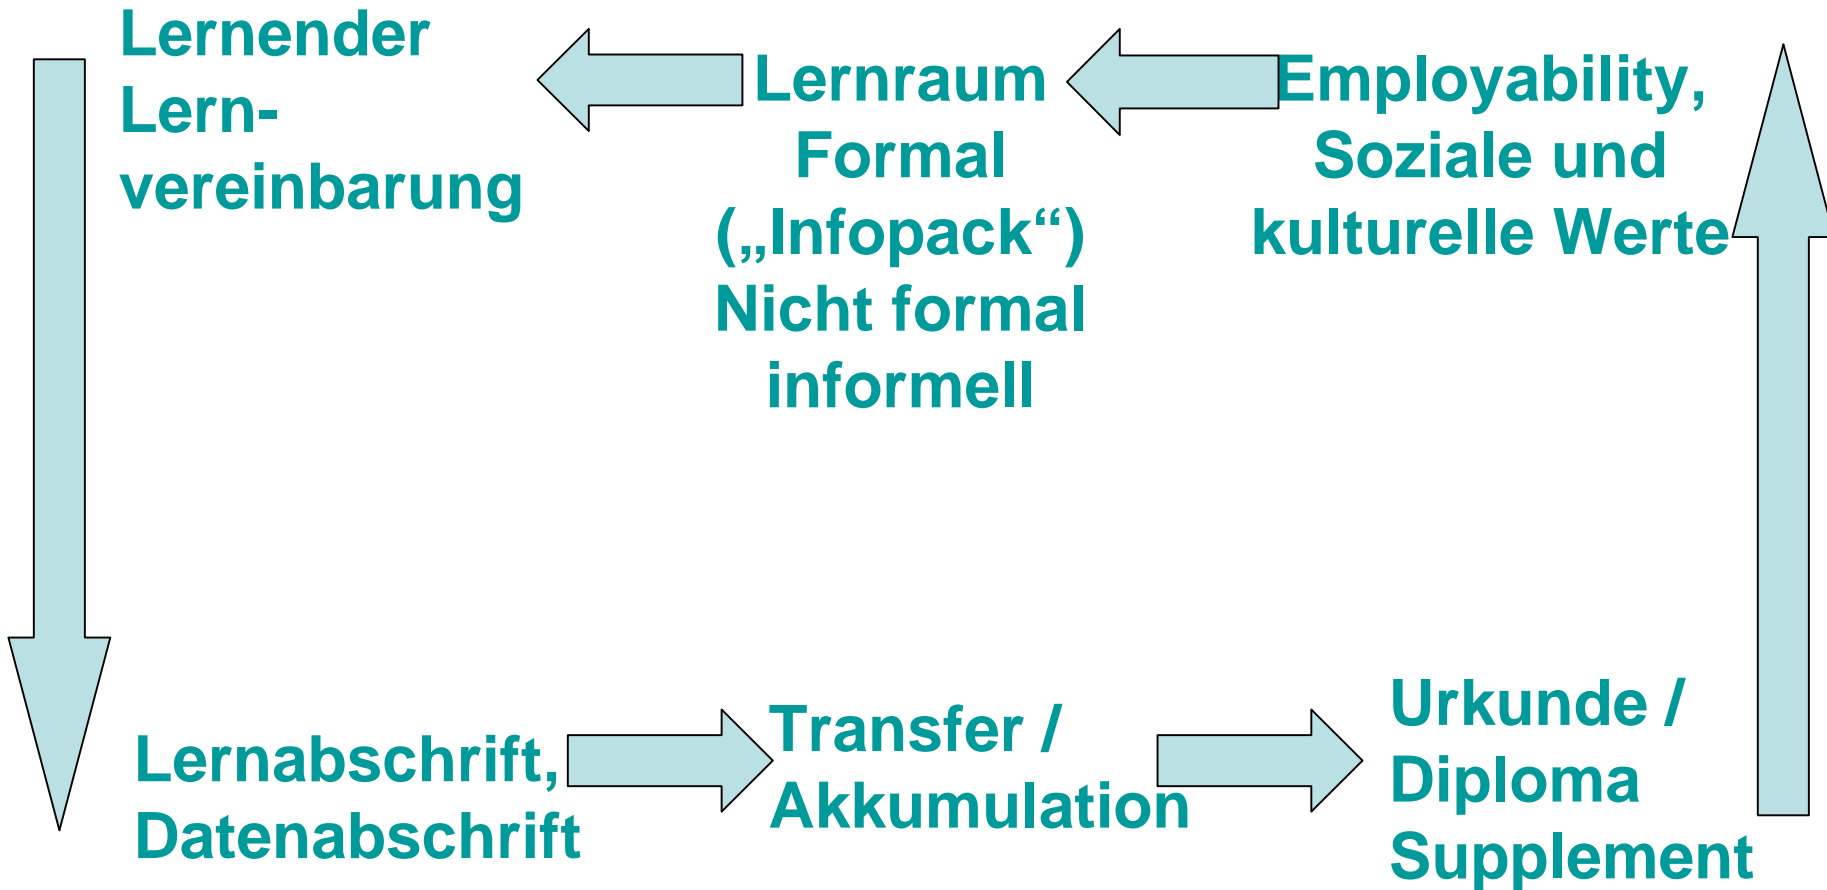 Lernender
Lern-
vereinbarung
Lernraum
Formal
(„Infopack“)
Nicht formal
informell
Employability,
Soziale und
kulturelle Werte
Lernabschrift,
Datenabschrift
Transfer /
Akkumulation
Urkunde /
Diploma
Supplement